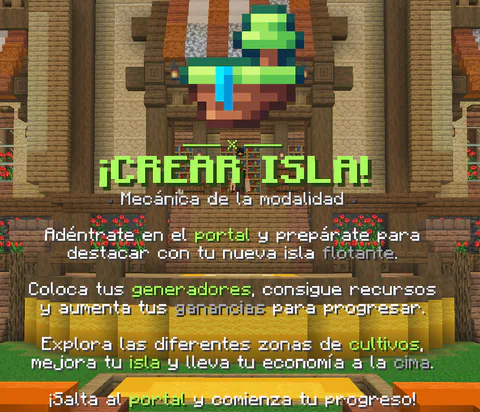 ¡CREAR ISLA!
Mecánica de la modalidad
Adéntrate en el portal y prepárate para
destacar con tu nueva isla flotante.
Coloca tus generadores, consigue recursos
y aumenta tus ganancias para progresar.
Explora las diferentes zonas de cultivos,
mejora tu isla y lleva tu economía a la cima.
¡Salta al portal y comienza tu progreso!